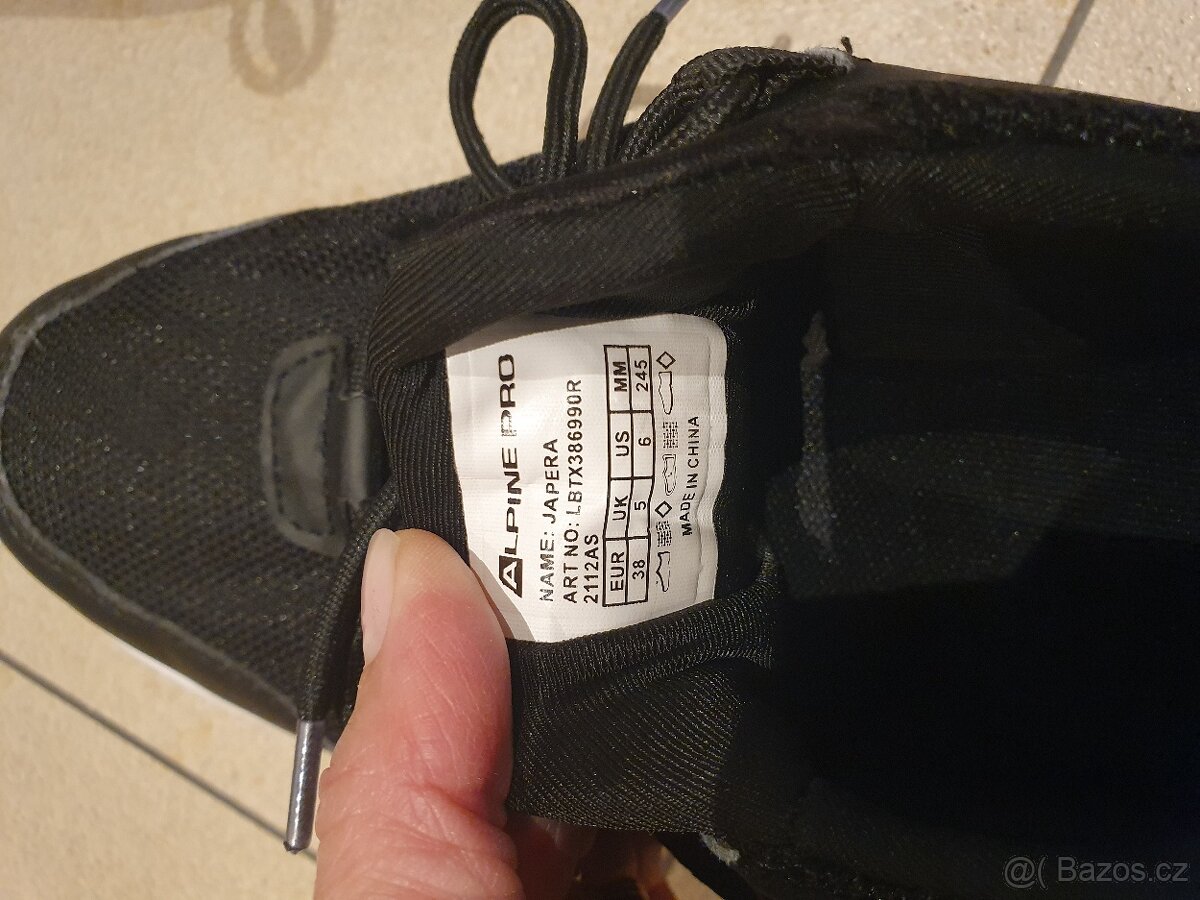 ALPINE PRO
NAME: JAPERA
ART NO: LBTX386990R
2112AS
EUR UK US MM
38 5 6 245
MADE IN CHINA
@( Bazos.cz